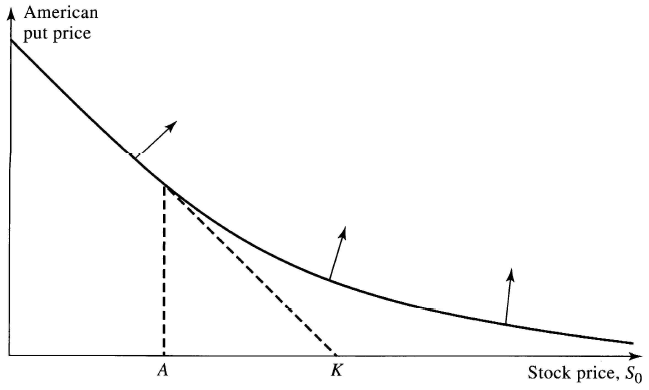 American
put price
A
K
Stock price, S₀